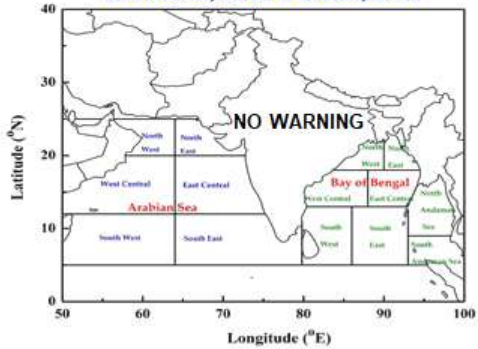 40
30
20
10
0
50
60
70
80
90
100
Latitude (⁰N)
Longitude (⁰E)
NO WARNING
North
West
North
East
West Central
East Central
Arabian Sea
South West
South East
North
West
North
East
Bay of Bengal
West Central
East Central
South
West
South
East
North
Andaman
Sea
South
Andaman Sea